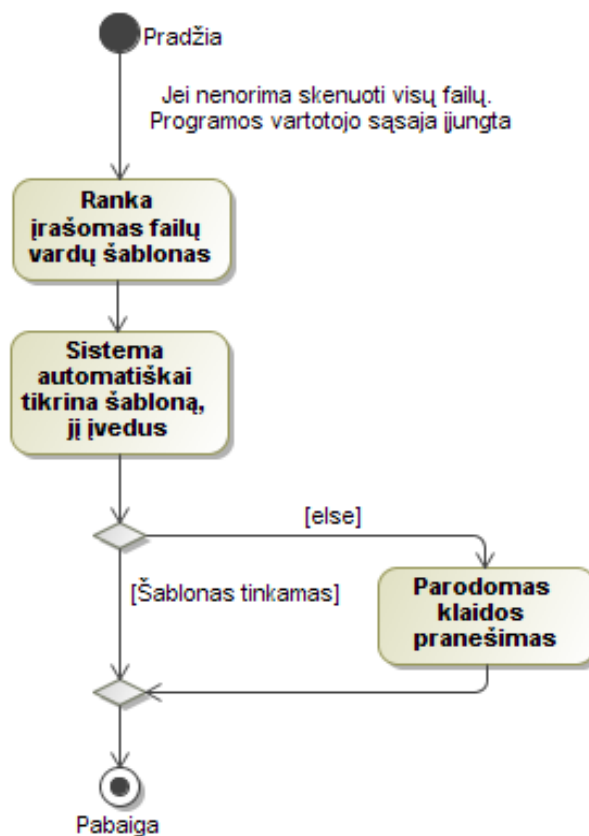 Pradžia
Jei nenorima skenuoti visų failų.
Programos vartotojo sąsaja įjungta
Ranka
įrašomas failų
vardų šablonas
Sistema
automatiškai
tikrina šabloną,
jį įvedus
[else]
[Šablonas tinkamas]
Parodomas
klaidos
pranešimas
Pabaiga